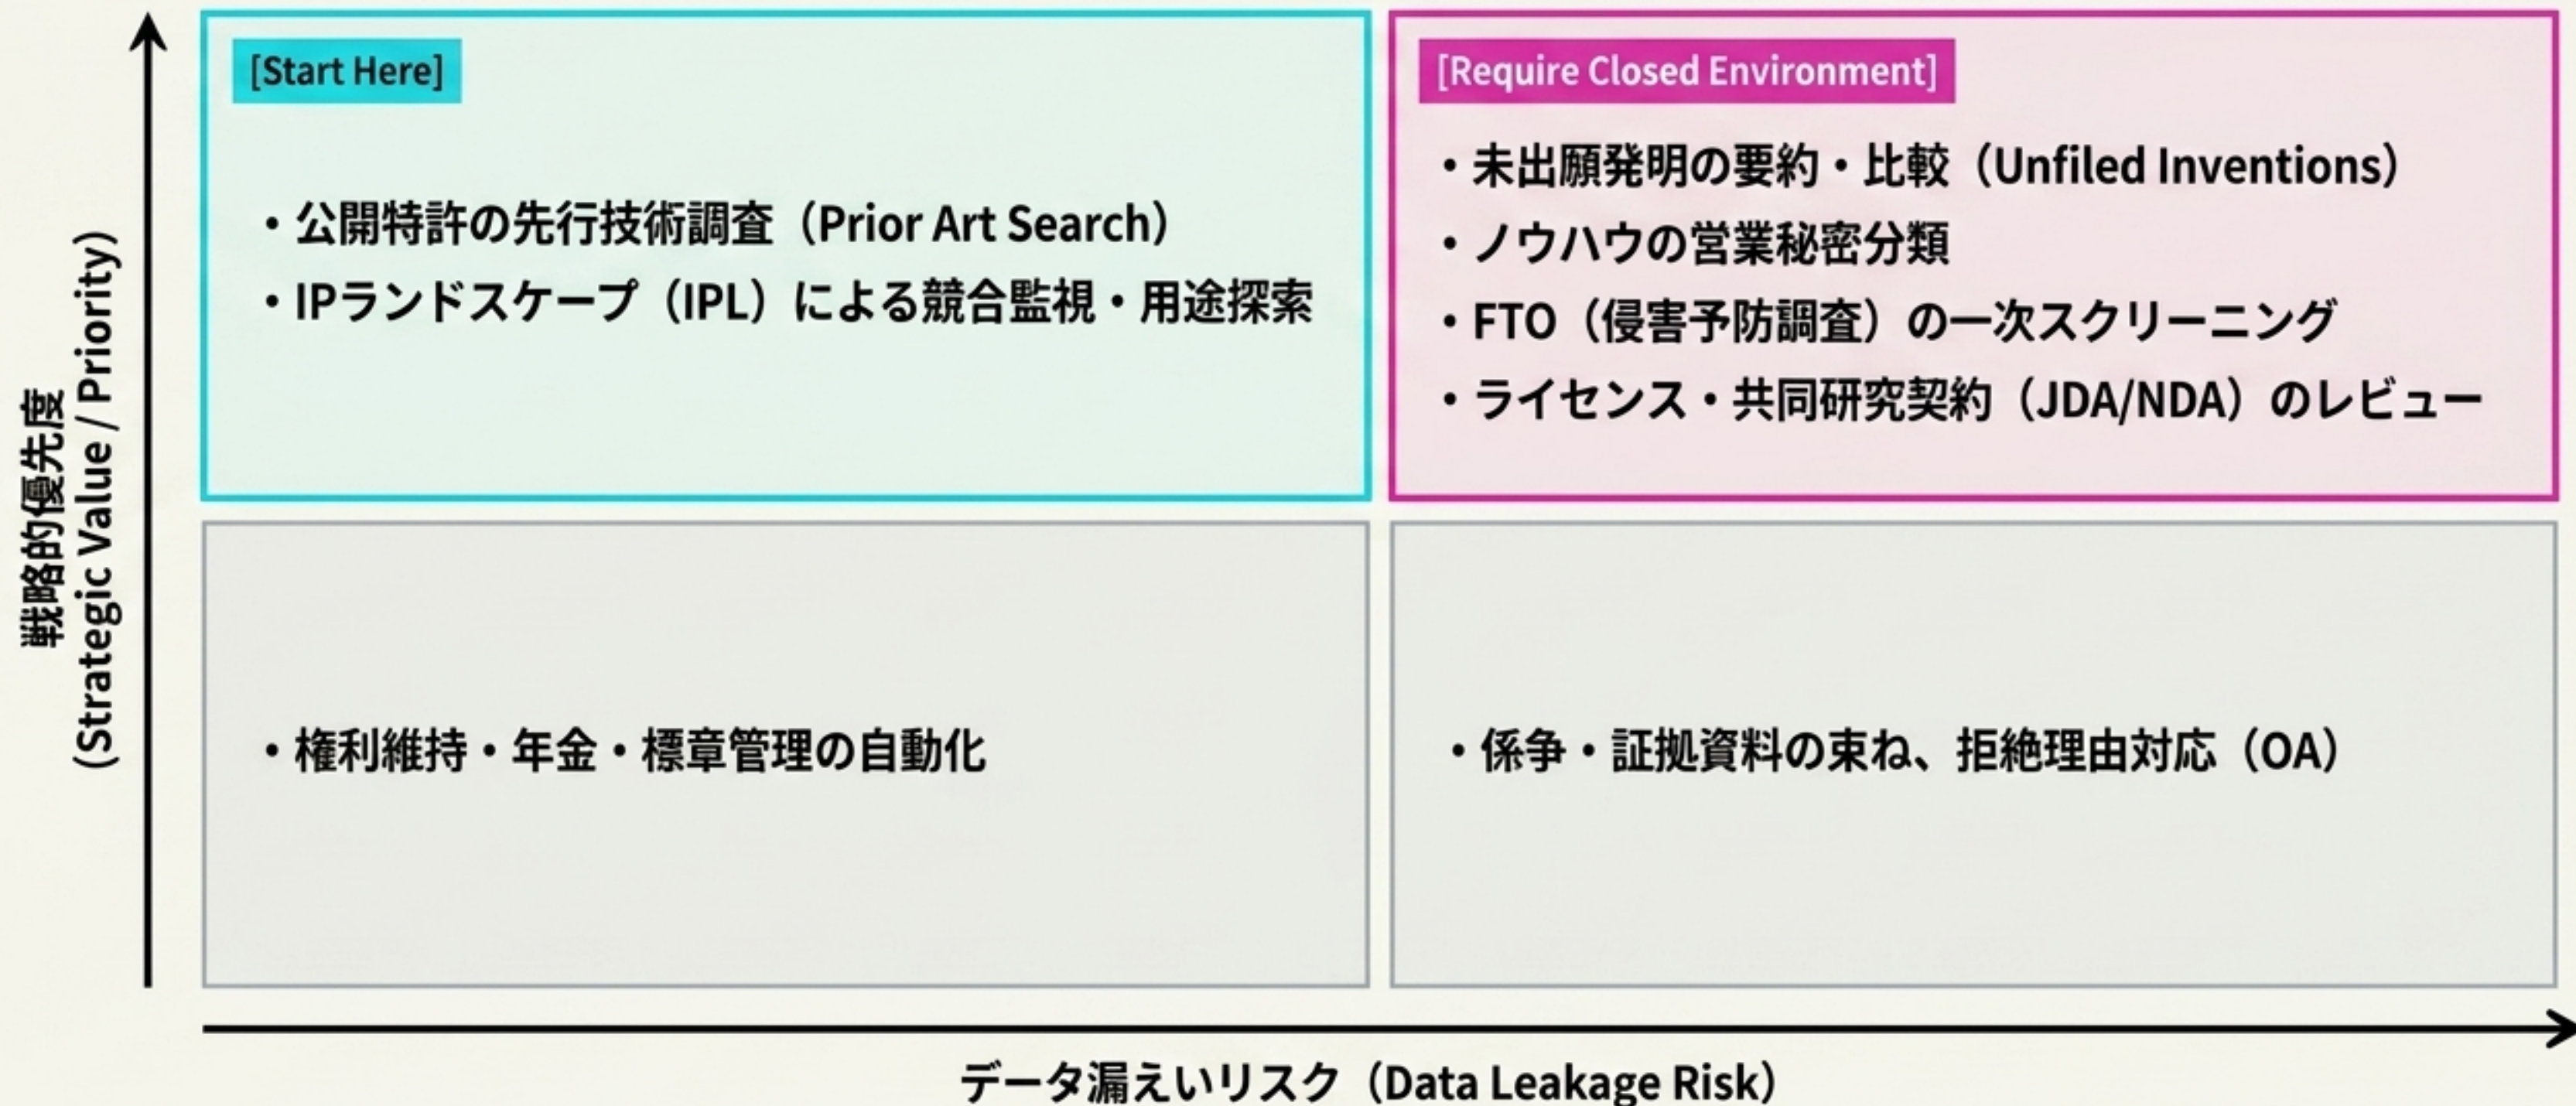 戦略的優先度
(Strategic Value / Priority)
[Start Here]
・公開特許の先行技術調査（Prior Art Search）
・IPランドスケープ（IPL）による競合監視・用途探索
[Require Closed Environment]
・未出願発明の要約・比較（Unfiled Inventions）
・ノウハウの営業秘密分類
・FTO（侵害予防調査）の一次スクリーニング
・ライセンス・共同研究契約（JDA/NDA）のレビュー
・権利維持・年金・標章管理の自動化
・係争・証拠資料の束ね、拒絶理由対応（OA）
データ漏えいリスク（Data Leakage Risk）